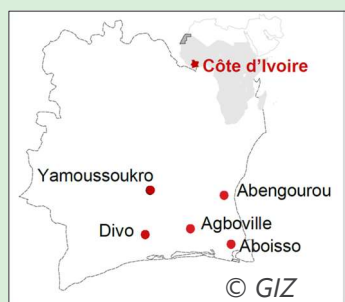 Côte d'Ivoire
Yamoussoukro
Abengourou
Agboville
Divo
Aboisso
© GIZ